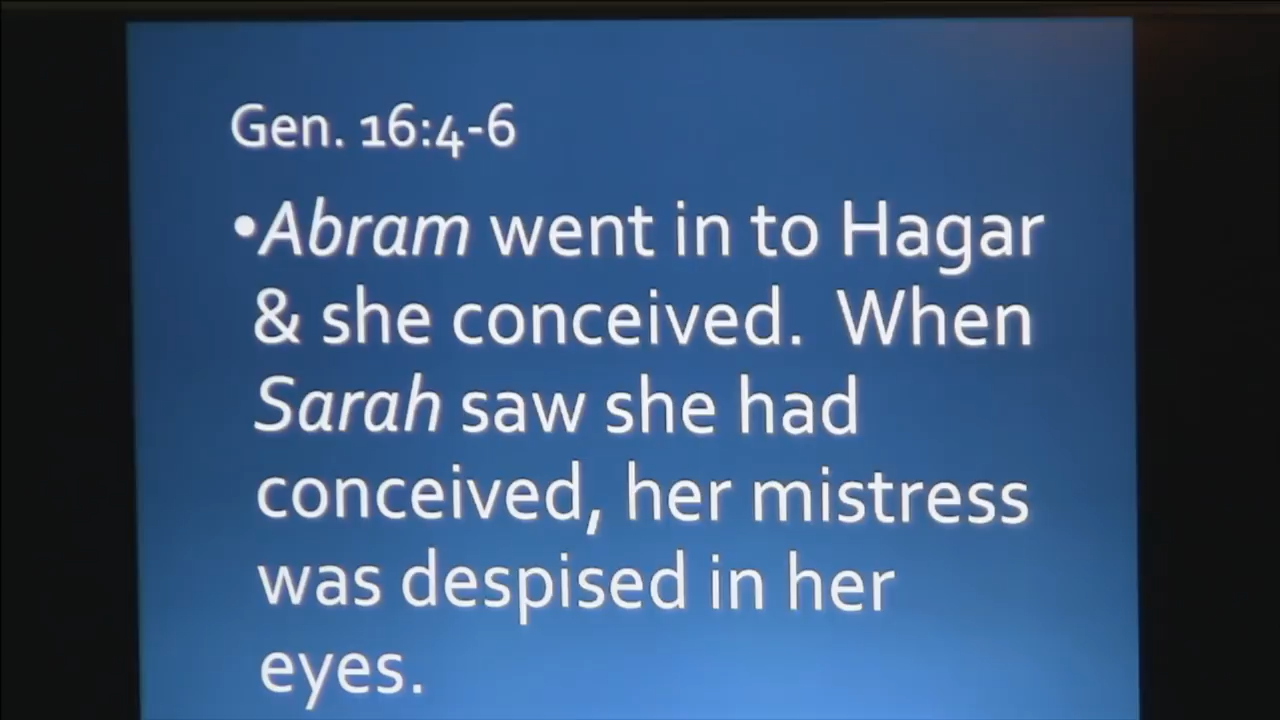 Gen. 16:4-6
•Abram went in to Hagar
& she conceived.  When
Sarah saw she had
conceived, her mistress
was despised in her
eyes.